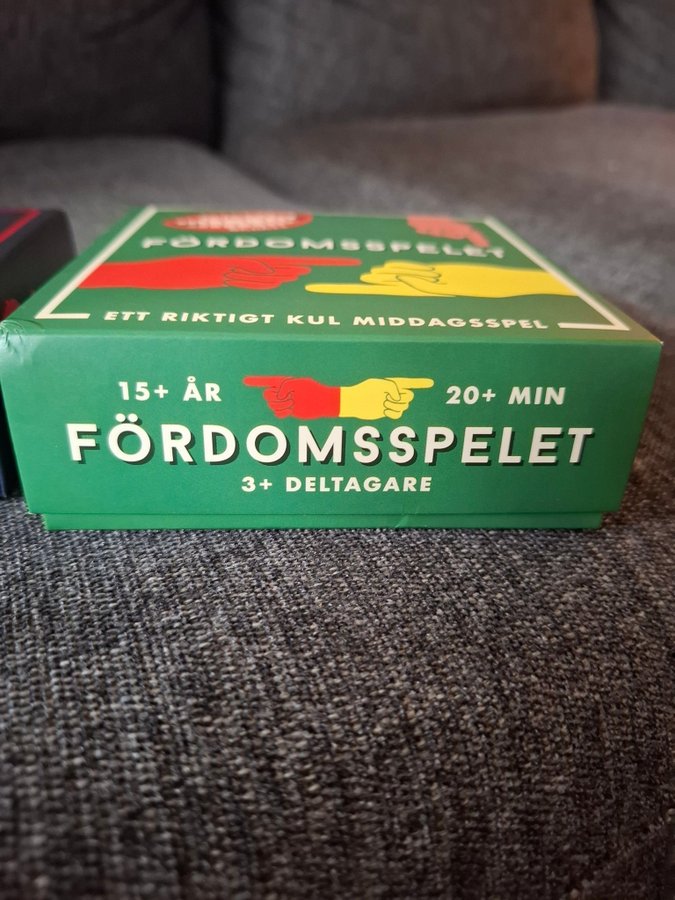 FÖRDOMSSPELET
ETT RIKTIGT KUL MIDDAGSSPEL
15+ ÅR
20+ MIN
FÖRDOMSSPELET
3+ DELTAGARE